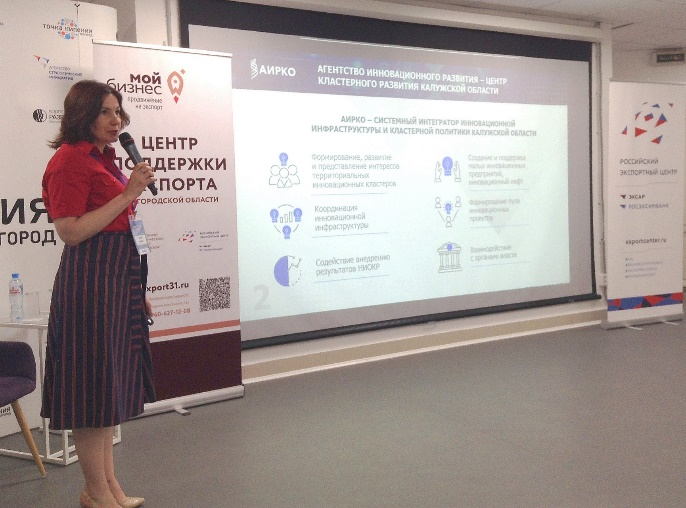 точка кипения
АГЕНТСТВО
СТРАТЕГИЧЕСКИХ
ИНИЦИАТИВ
МОЙ
БИЗНЕС
ПРОДВИЖЕНИЕ
НА ЭКСПОРТ
ЦЕНТР
ПОДДЕРЖКИ
ГОРОДСКОЙ ОБЛАСТИ
xport31.ru
ГОРОД
АИРКО
АГЕНТСТВО ИННОВАЦИОННОГО РАЗВИТИЯ – ЦЕНТР
КЛАСТЕРНОГО РАЗВИТИЯ КАЛУЖСКОЙ ОБЛАСТИ
АИРКО – СИСТЕМНЫЙ ИНТЕГРАТОР ИННОВАЦИОННОЙ
ИНФРАСТРУКТУРЫ И КЛАСТЕРНОЙ ПОЛИТИКИ КАЛУЖСКОЙ ОБЛАСТИ
Формирование, развитие
и представление интересов
территориальных
инновационных кластеров
Координация
инновационной
инфраструктуры
Содействие внедрению
результатов НИОКР
Создание и поддержка
малых инновационных
предприятий,
инновационный лифт
Формирование пула
инновационных
проектов
Взаимодействие
с органами власти
2
РОССИЙСКИЙ
ЭКСПОРТНЫЙ ЦЕНТР
ЭКСАР
РОСЭКСИМБАНК
exportcenter.ru